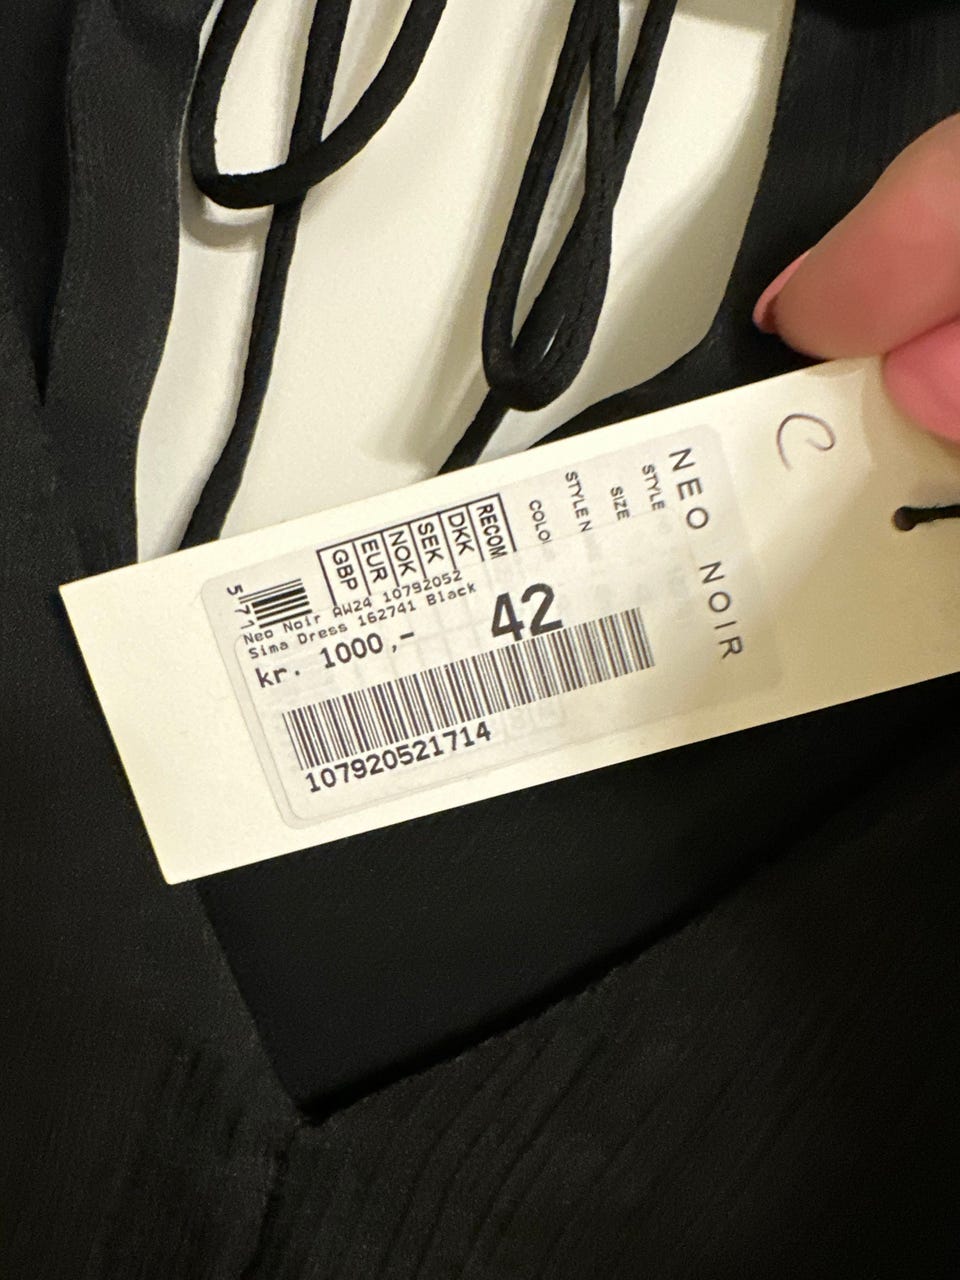 C
NEO NOIR
STYLE
SIZE
STYLE N
COLO
RECOM
DKK
SEK
NOK
EUR
GBP
571
Neo Noir AW24 10792052
Sima Dress 162741 Black
kr. 1000,-
42
107920521714